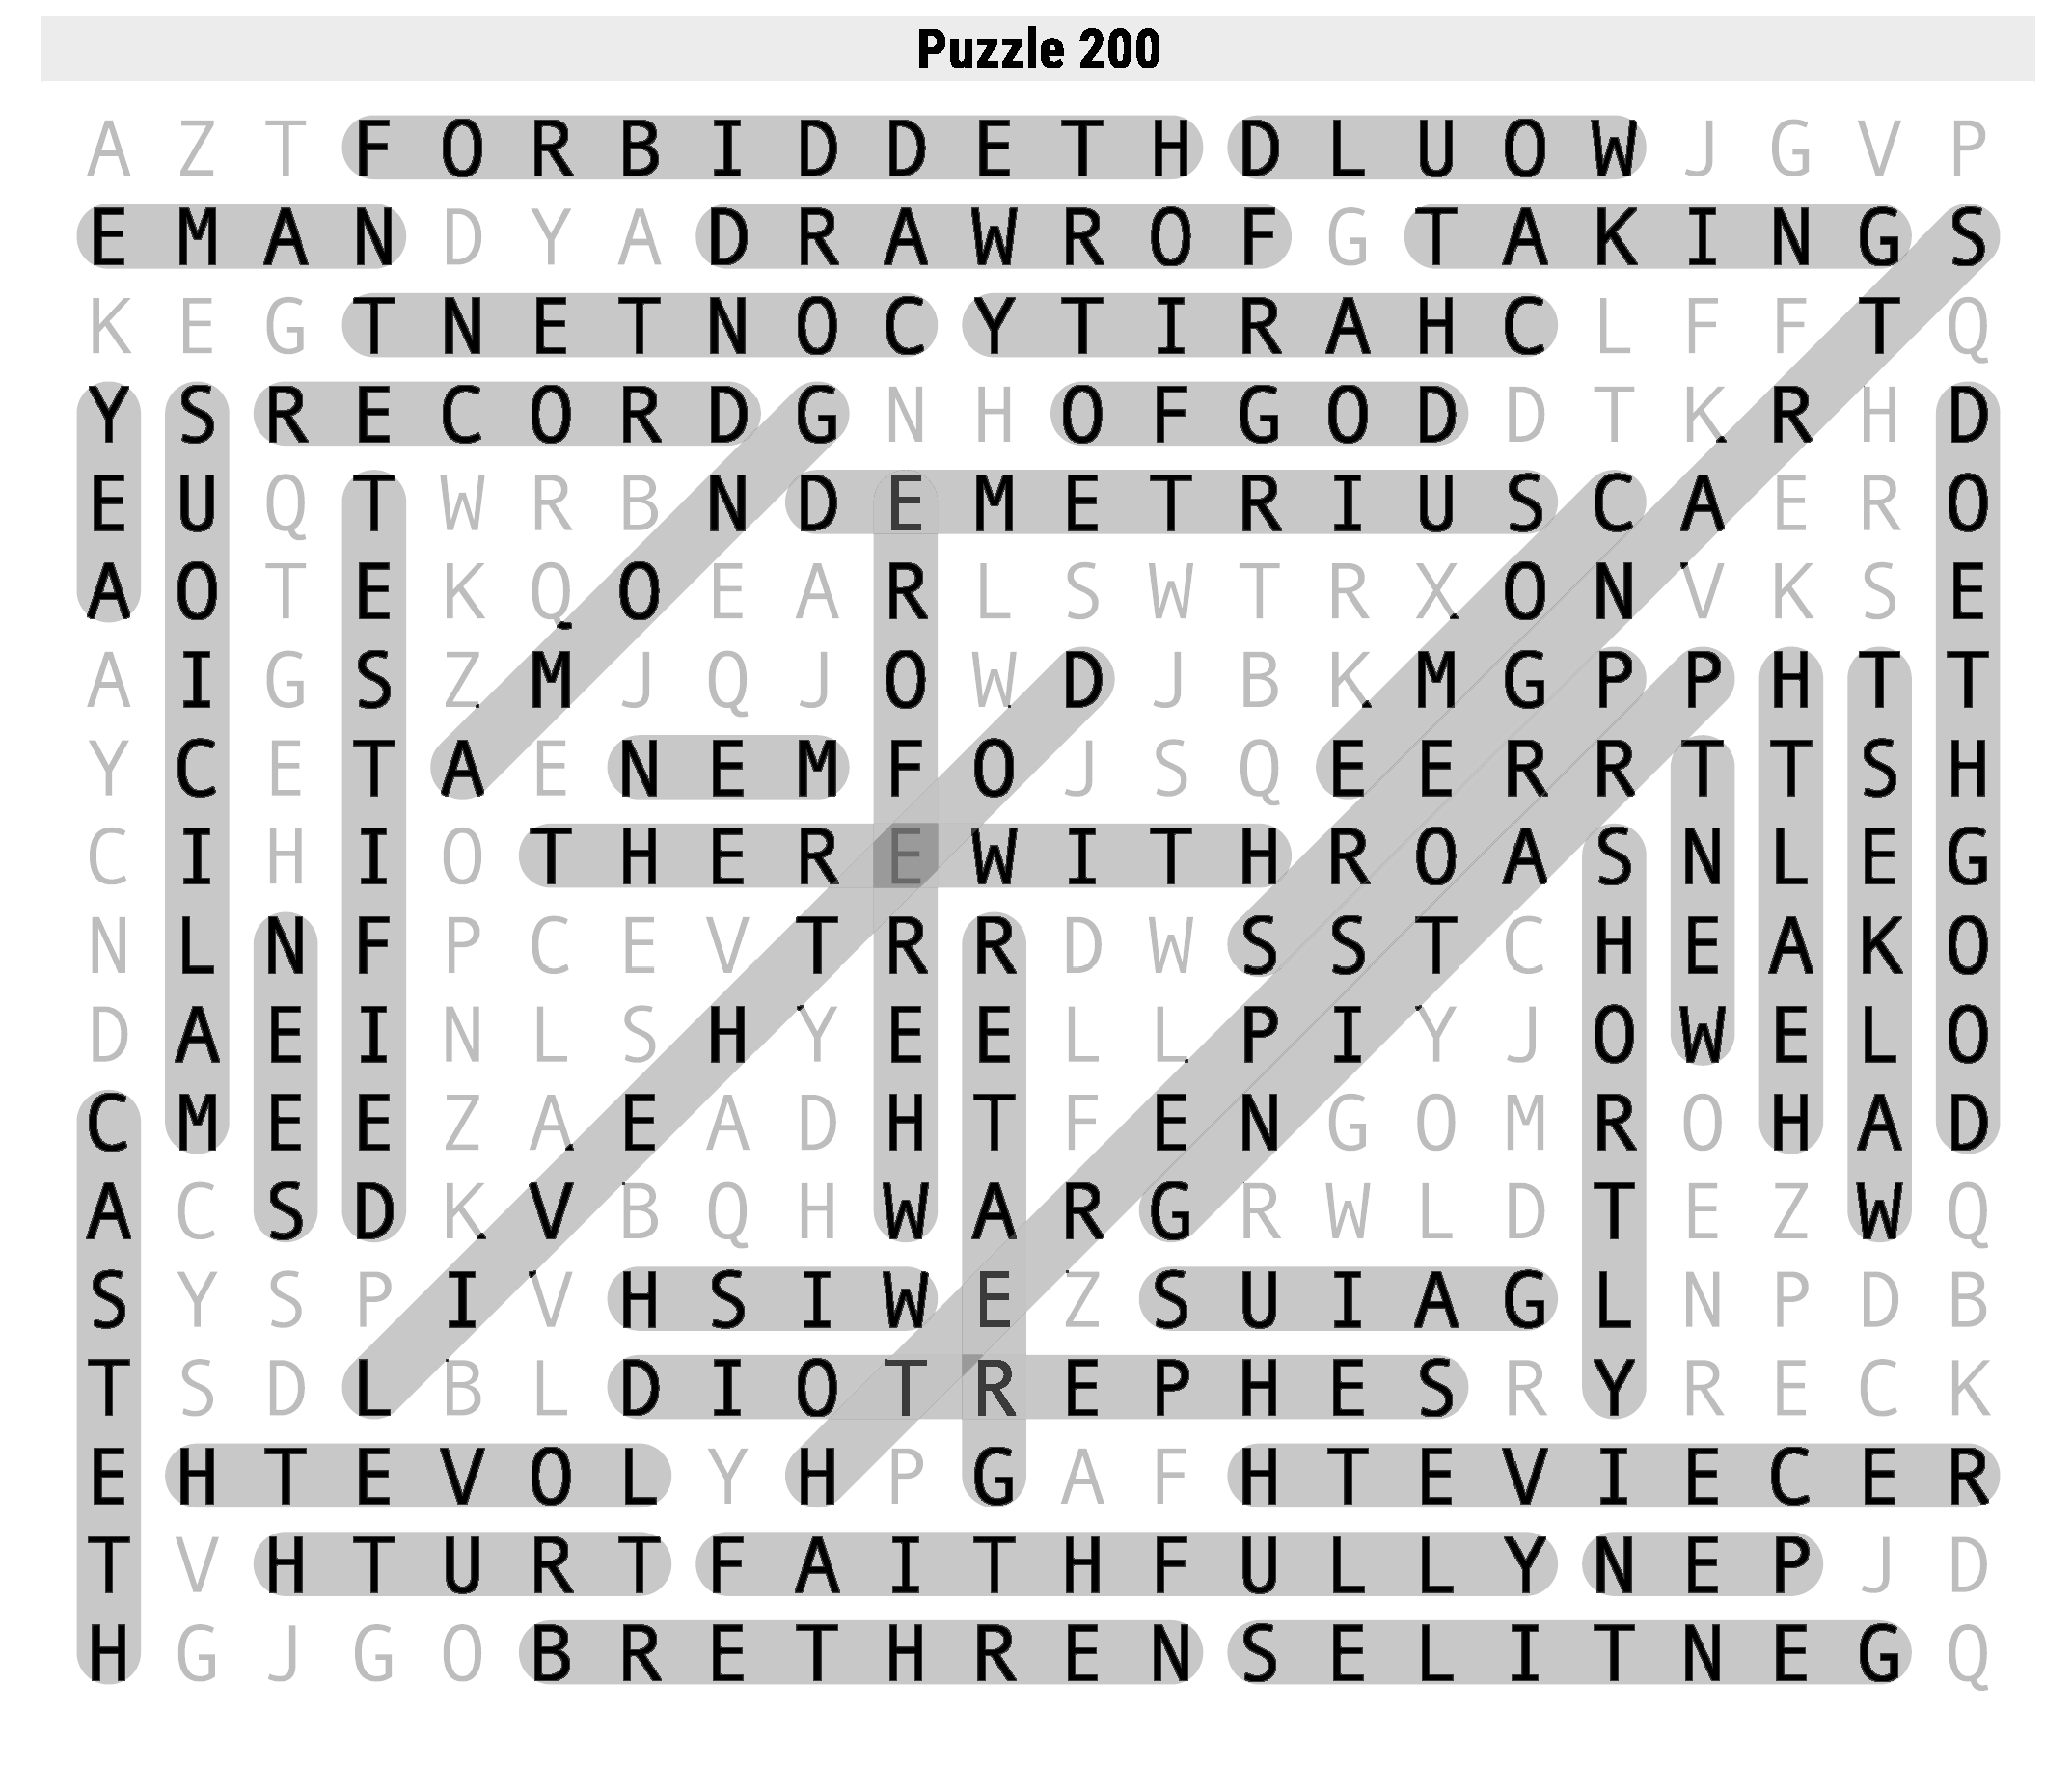 Puzzle 200
A Z T F O R B I D D E T H D L U O W J G V P
E M A N D Y A D R A W R O F G T A K I N G S
K E G T N E T N O C Y T I R A H C L F F T Q
Y S R E C O R D G N H O F G O D D T K R H D
E U Q T W R B N D E M E T R I U S C A E R O
A O T E K Q O E A R L S W T R X O N V K S E
A I G S Z M J Q J O W D J B K M G P P H T T
Y C E T A E N E M F O J S Q E E R R T T S H
C I H I O T H E R E W I T H R O A S N L E G
N L N F P C E V T R R D W S S T C H E A K O
D A E I N L S H Y E E L L P I Y J O W E L O
C M E E Z A E A D H T F E N G O M R O H A D
A C S D K V B Q H W A R G R W L D T E Z W Q
S Y S P I V H S I W E Z S U I A G L N P D B
T S D L B L D I O T R E P H E S R Y R E C K
E H T E V O L Y H P G A F H T E V I E C E R
T V H T U R T F A I T H F U L L Y N E P J D
H G J G O B R E T H R E N S E L I T N E G Q